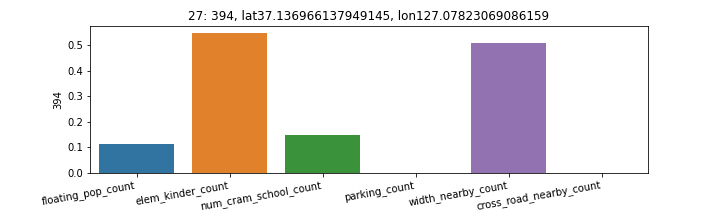 27: 394, lat37.136966137949145, lon127.07823069086159
0.5
0.4
0.3
0.2
0.1
0.0
394
floating_pop_count
elem_kinder_count
num_cram_school_count
parking_count
width_nearby_count
cross_road_nearby_count